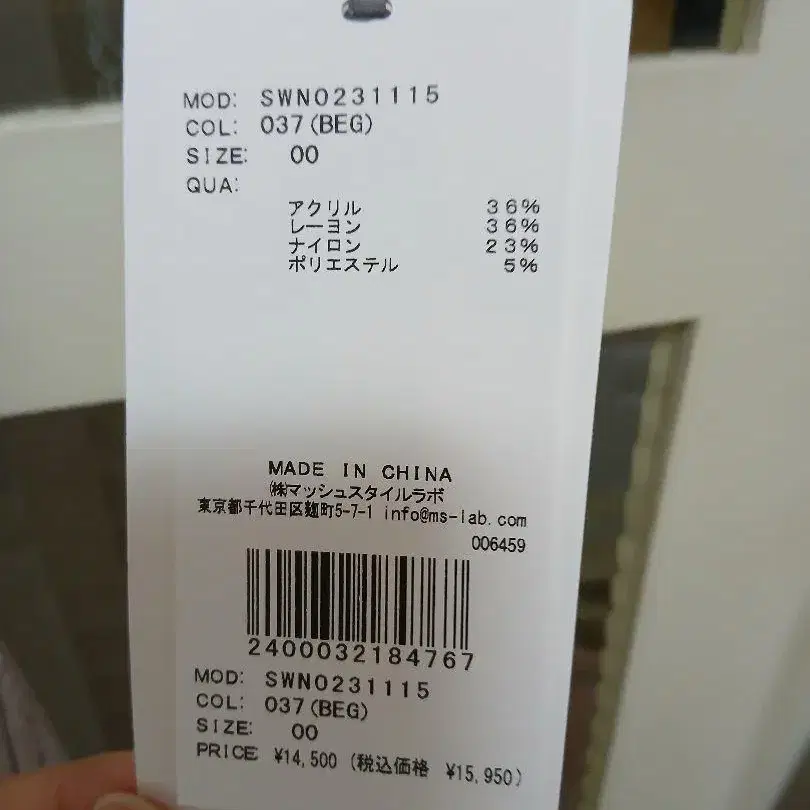 MOD: SWNO231115
COL: 037(BEG)
SIZE: 00
QUA:
アクリル 36%
レーヨン 36%
ナイロン 23%
ポリエステル 5%
MADE IN CHINA
㈱マッシュスタイルラボ
東京都千代田区麹町5-7-1 info@ms-lab.com
006459
2400032184767
MOD: SWNO231115
COL: 037(BEG)
SIZE: 00
PRICE: ¥14,500 (税込価格 ¥15,950)